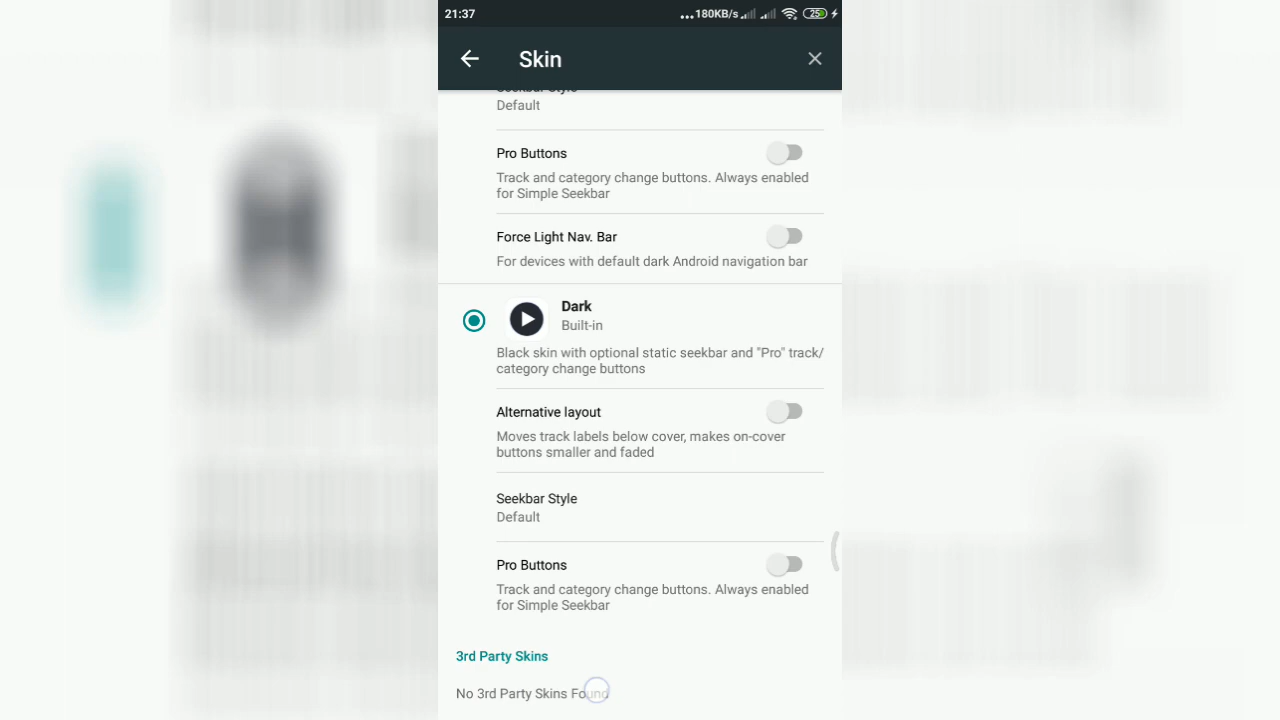 21:37
...180KB/s
25
Skin
Seekbar Style
Default
Pro Buttons
Track and category change buttons. Always enabled
for Simple Seekbar
Force Light Nav. Bar
For devices with default dark Android navigation bar
Dark
Built-in
Black skin with optional static seekbar and "Pro" track/
category change buttons
Alternative layout
Moves track labels below cover, makes on-cover
buttons smaller and faded
Seekbar Style
Default
Pro Buttons
Track and category change buttons. Always enabled
for Simple Seekbar
3rd Party Skins
No 3rd Party Skins Found